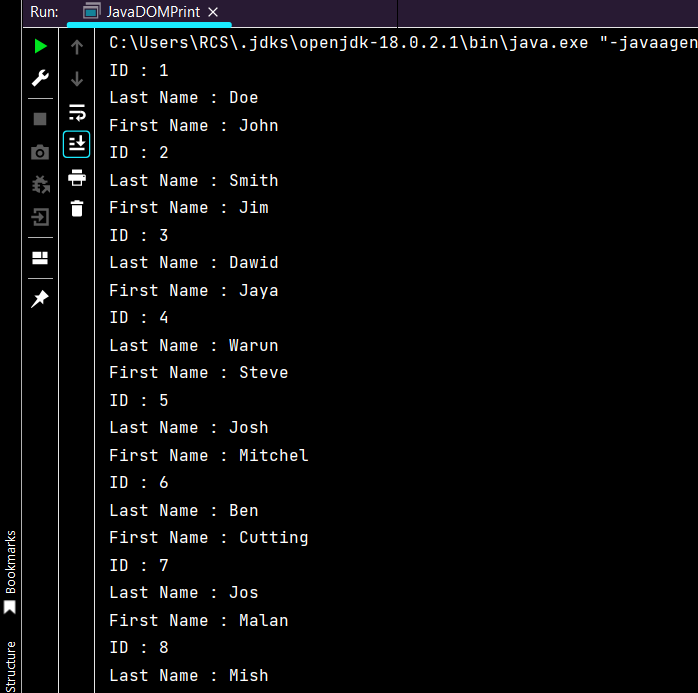 Run: JavaDOMPrint
C:\Users\RCS\.jdks\openjdk-18.0.2.1\bin\java.exe "-javaagen
ID : 1
Last Name : Doe
First Name : John
ID : 2
Last Name : Smith
First Name : Jim
ID : 3
Last Name : Dawid
First Name : Jaya
ID : 4
Last Name : Warun
First Name : Steve
ID : 5
Last Name : Josh
First Name : Mitchel
ID : 6
Last Name : Ben
First Name : Cutting
ID : 7
Last Name : Jos
First Name : Malan
ID : 8
Last Name : Mish
Bookmarks
Structure